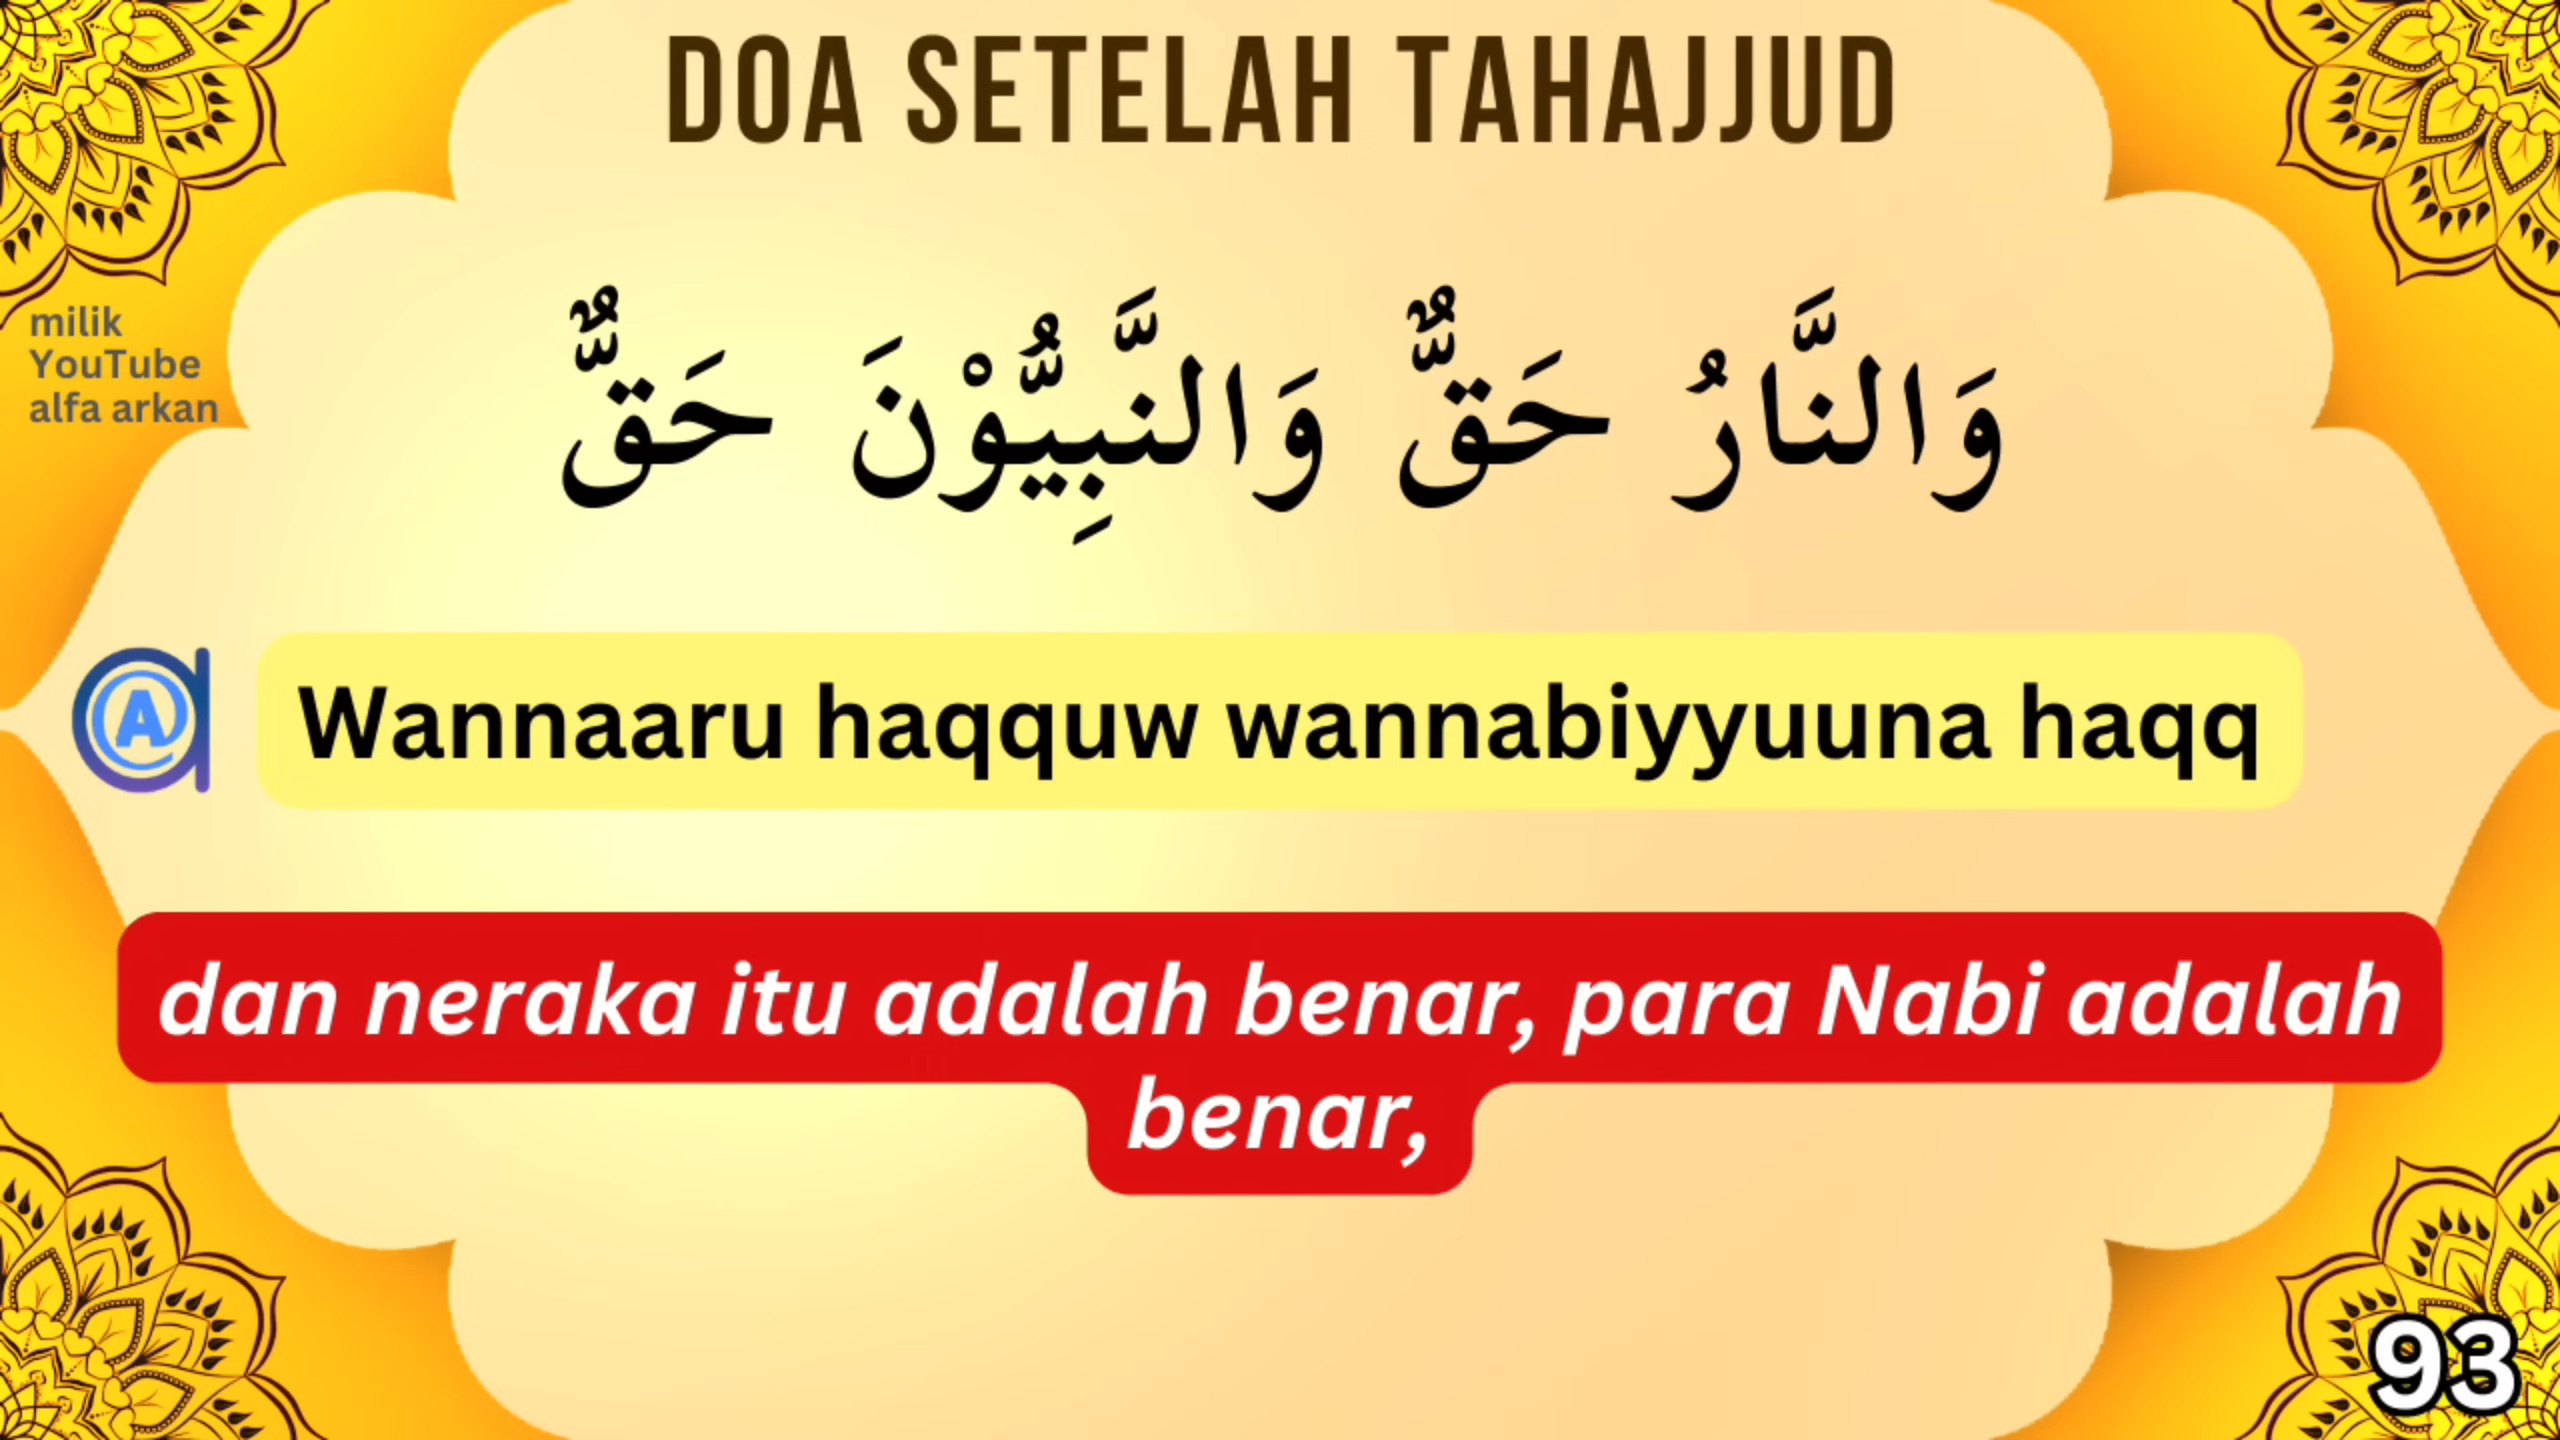 DOA SETELAH TAHAJJUD
وَالنَّارُ حَقٌّ وَالنَّبِيُّوْنَ حَقٌّ
milik
YouTube
alfa arkan
A
Wannaaru haqquw wannabiyyuuna haqq
dan neraka itu adalah benar, para Nabi adalah
benar,
93